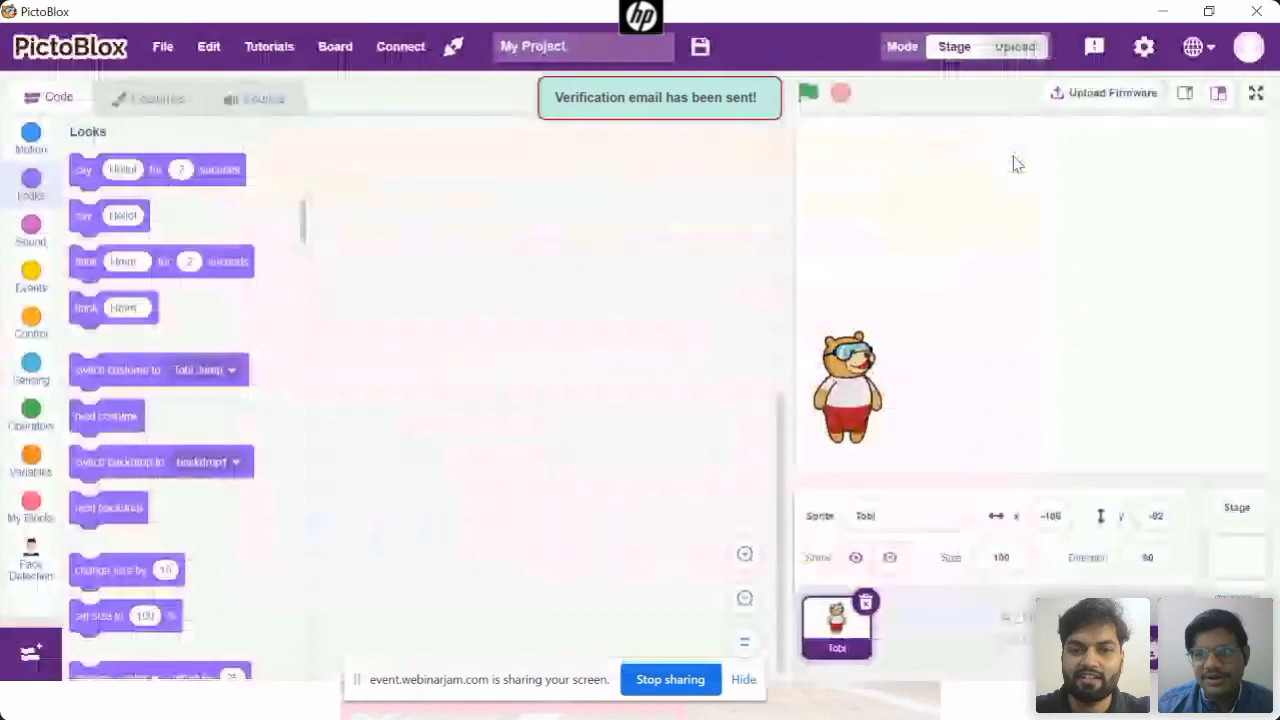 PictoBlox
hp
PictoBlox File Edit Tutorials Board Connect My Project Mode Stage Upload
Verification email has been sent!
Code Costumes Sounds Upload Firmware
Motion
Looks
Sound
Events
Control
Sensing
Operators
Variables
My Blocks
Face
Detection
Looks
say Hello! for 2 seconds
say Hello!
think Hmm for 2 seconds
think Hmm
switch costume to Tobi Jump
next costume
switch backdrop to backdrop1
next backdrop
change size by 10
set size to 100 %
Sprite Tobi x -186 y -92
Show Size 100 Direction 90
Stage
Tobi
event.webinarjam.com is sharing your screen. Stop sharing Hide